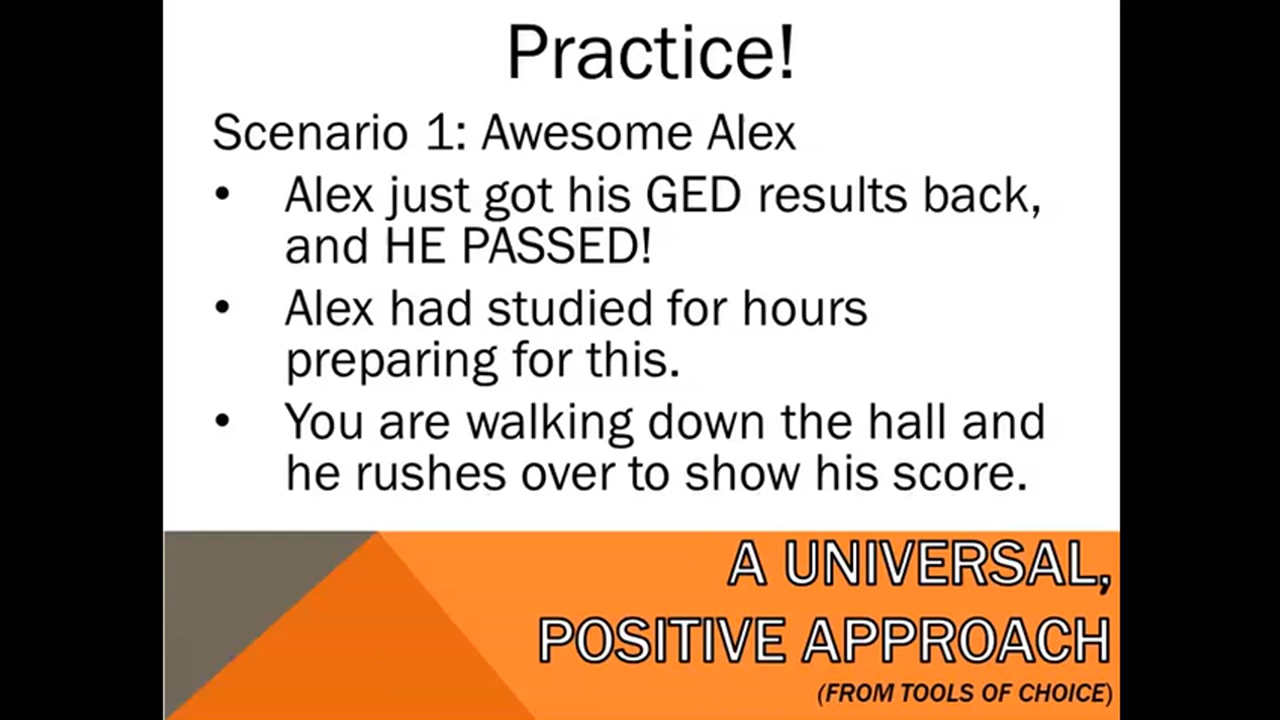 Practice!
Scenario 1: Awesome Alex
• Alex just got his GED results back,
and HE PASSED!
• Alex had studied for hours
preparing for this.
• You are walking down the hall and
he rushes over to show his score.
A UNIVERSAL,
POSITIVE APPROACH
(FROM TOOLS OF CHOICE)